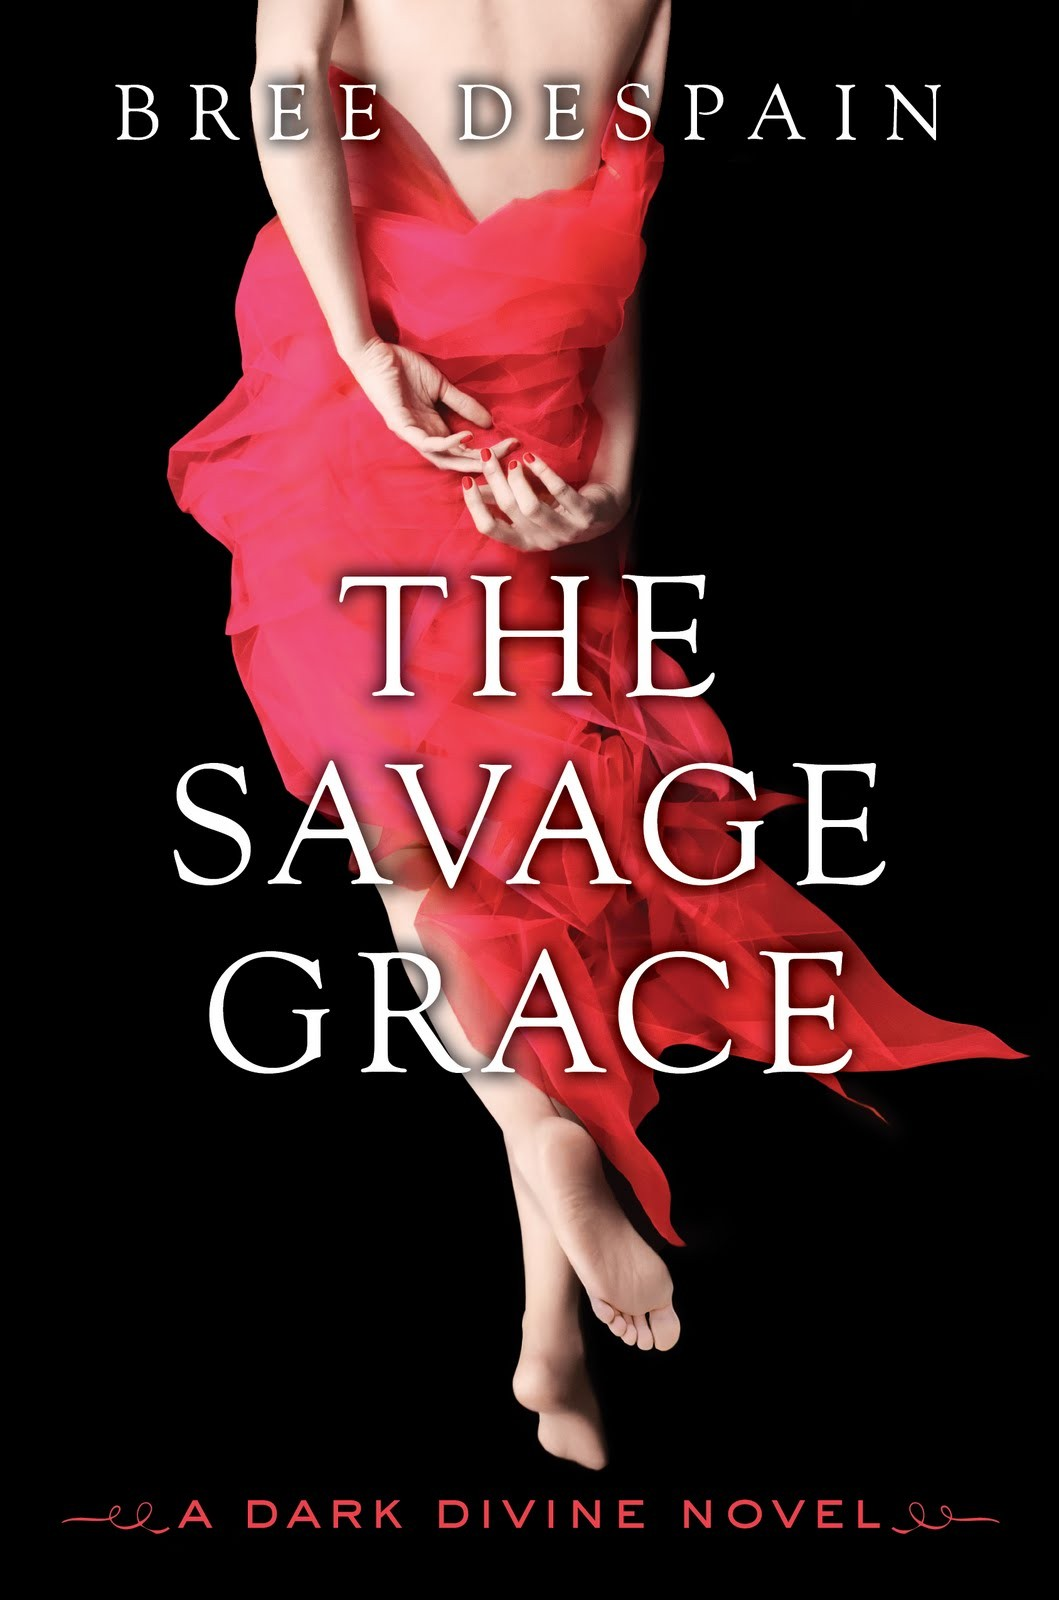 BREE DESPAIN
THE
SAVAGE
GRACE
A DARK DIVINE NOVEL